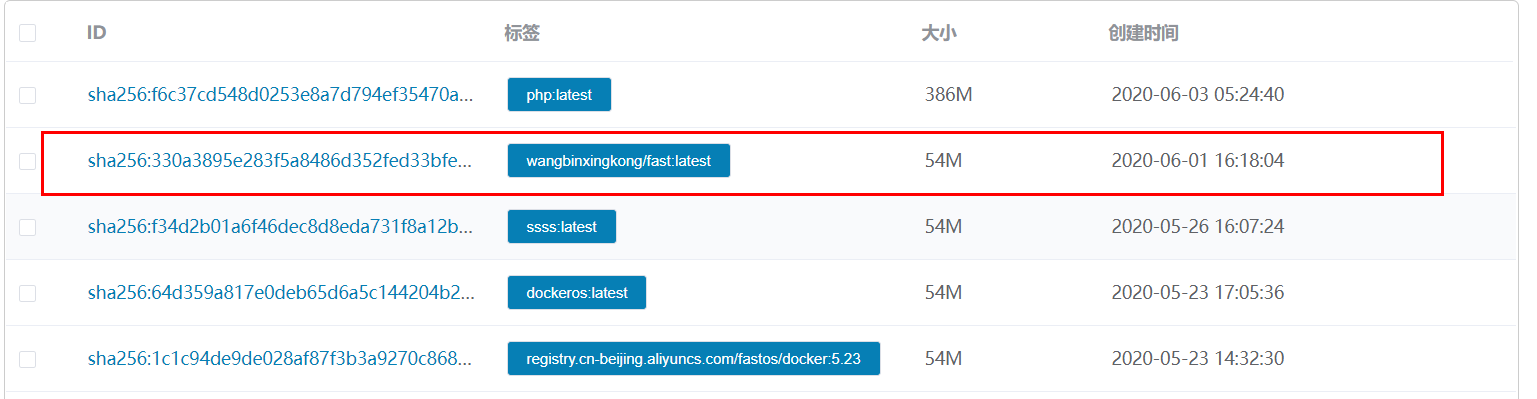 ID 标签 大小 创建时间
sha256:f6c37cd548d0253e8a7d794ef35470a... php:latest 386M 2020-06-03 05:24:40
sha256:330a3895e283f5a8486d352fed33bfe... wangbinxingkong/fast:latest 54M 2020-06-01 16:18:04
sha256:f34d2b01a6f46dec8d8eda731f8a12b... ssss:latest 54M 2020-05-26 16:07:24
sha256:64d359a817e0deb65d6a5c144204b2... dockeros:latest 54M 2020-05-23 17:05:36
sha256:1c1c94de9de028af87f3b3a9270c868... registry.cn-beijing.aliyuncs.com/fastos/docker:5.23 54M 2020-05-23 14:32:30